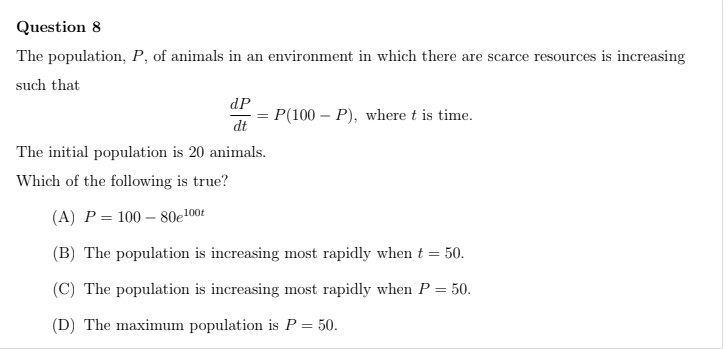 Question 8
The population, P, of animals in an environment in which there are scarce resources is increasing
such that
dP/dt = P(100 − P), where t is time.
The initial population is 20 animals.
Which of the following is true?
(A) P = 100 − 80e^{100t}
(B) The population is increasing most rapidly when t = 50.
(C) The population is increasing most rapidly when P = 50.
(D) The maximum population is P = 50.